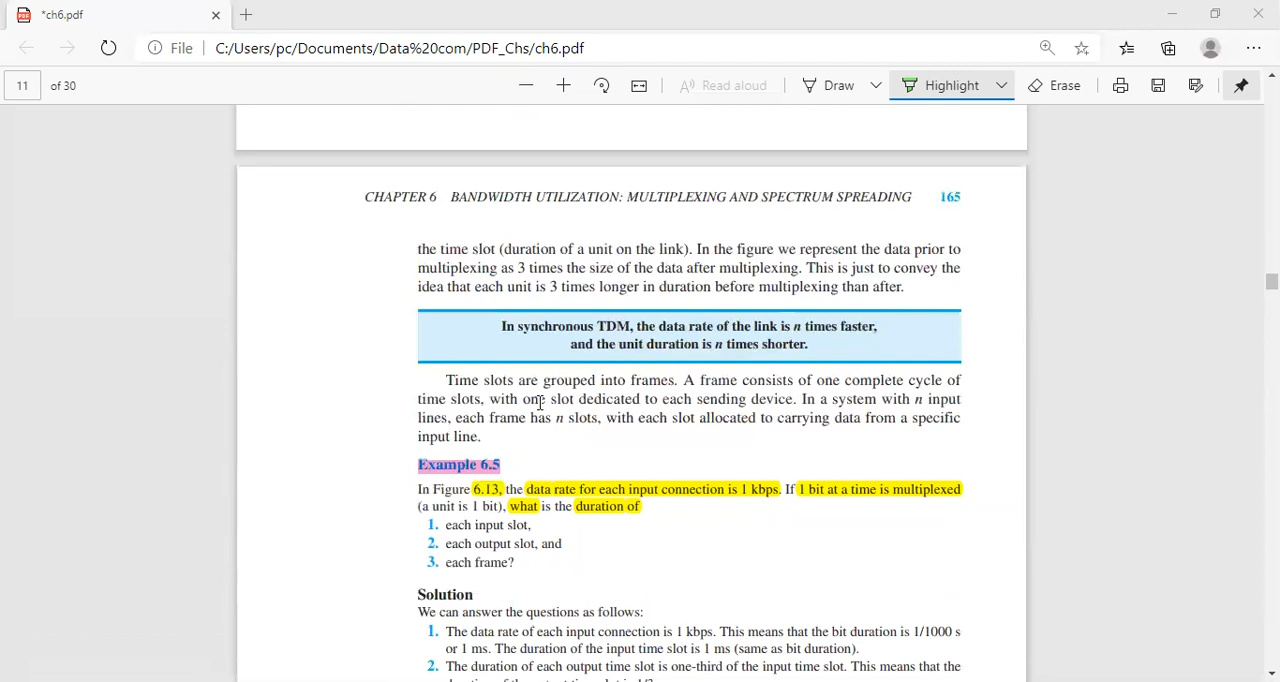 *ch6.pdf
File
C:/Users/pc/Documents/Data%20com/PDF_Chs/ch6.pdf
11 of 30
Read aloud
Draw
Highlight
Erase
CHAPTER 6 BANDWIDTH UTILIZATION: MULTIPLEXING AND SPECTRUM SPREADING 165
the time slot (duration of a unit on the link). In the figure we represent the data prior to
multiplexing as 3 times the size of the data after multiplexing. This is just to convey the
idea that each unit is 3 times longer in duration before multiplexing than after.
In synchronous TDM, the data rate of the link is n times faster,
and the unit duration is n times shorter.
Time slots are grouped into frames. A frame consists of one complete cycle of
time slots, with one slot dedicated to each sending device. In a system with n input
lines, each frame has n slots, with each slot allocated to carrying data from a specific
input line.
Example 6.5
In Figure 6.13, the data rate for each input connection is 1 kbps. If 1 bit at a time is multiplexed
(a unit is 1 bit), what is the duration of
1. each input slot,
2. each output slot, and
3. each frame?
Solution
We can answer the questions as follows:
1. The data rate of each input connection is 1 kbps. This means that the bit duration is 1/1000 s
or 1 ms. The duration of the input time slot is 1 ms (same as bit duration).
2. The duration of each output time slot is one-third of the input time slot. This means that the